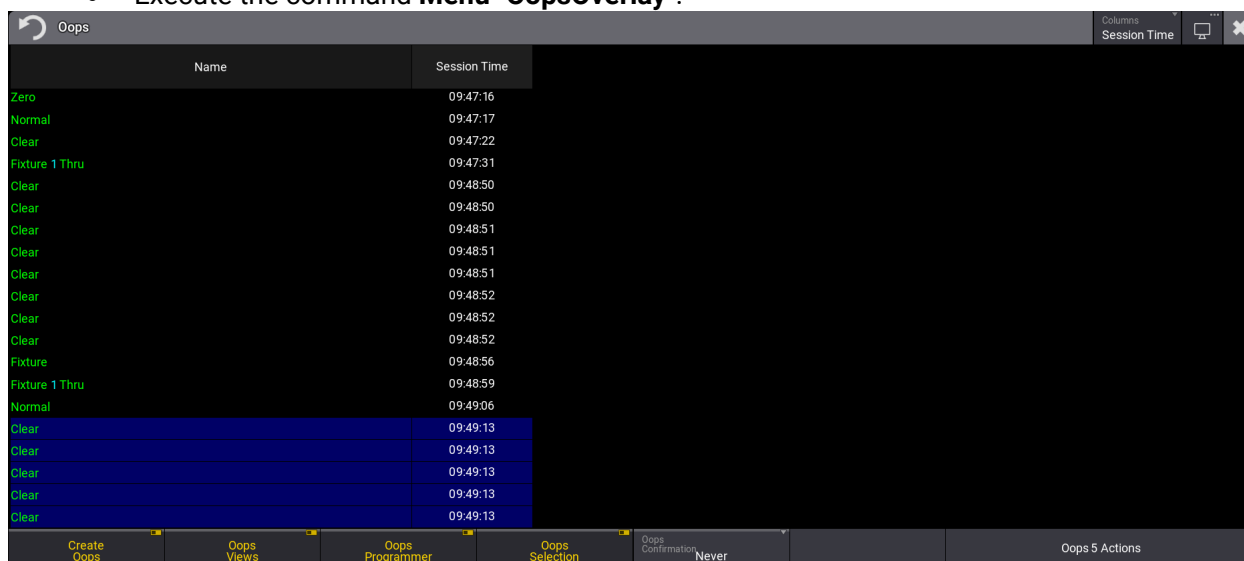 Execute the command Menu "OopsOverlay".
Oops
Columns
Session Time
Name Session Time
Zero 09:47:16
Normal 09:47:17
Clear 09:47:22
Fixture 1 Thru 09:47:31
Clear 09:48:50
Clear 09:48:50
Clear 09:48:51
Clear 09:48:51
Clear 09:48:51
Clear 09:48:52
Clear 09:48:52
Clear 09:48:52
Fixture 09:48:56
Fixture 1 Thru 09:48:59
Normal 09:49:06
Clear 09:49:13
Clear 09:49:13
Clear 09:49:13
Clear 09:49:13
Clear 09:49:13
Create
Oops
Oops
Views
Oops
Programmer
Oops
Selection
Oops
Confirmation
Never
Oops 5 Actions